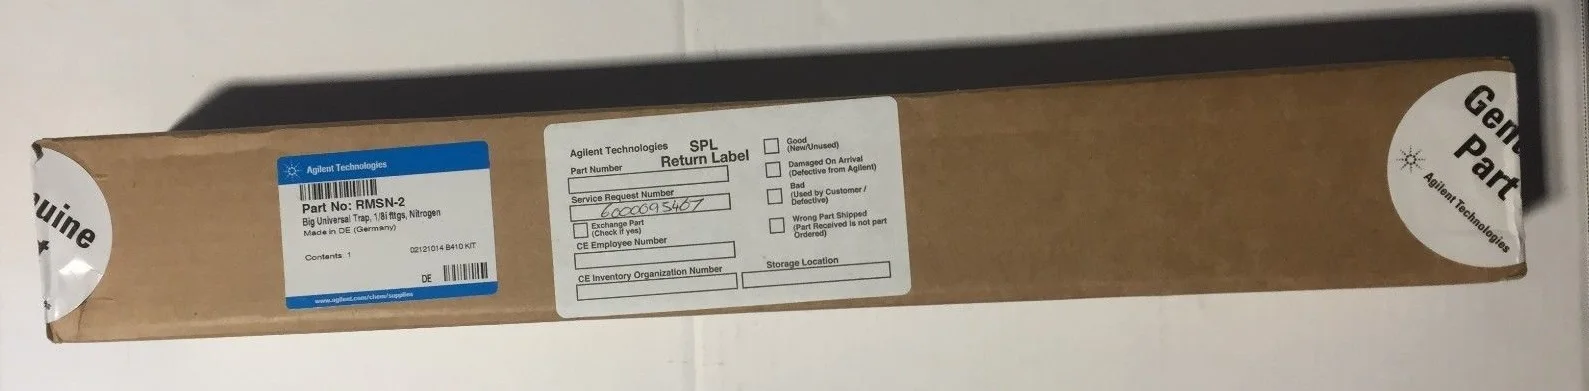 uine
Agilent Technologies
Part No: RMSN-2
Big Universal Trap, 1/8i fttgs, Nitrogen
Made in DE (Germany)
02121014 B410 KIT
Contents 1
DE
www.agilent.com/chem/supplies
Agilent Technologies
SPL
Return Label
Part Number
Service Request Number
6000095467
Exchange Part
(Check if yes)
CE Employee Number
CE Inventory Organization Number
Storage Location
Good
(New/Unused)
Damaged On Arrival
(Defective from Agilent)
Bad
(Used by Customer /
Defective)
Wrong Part Shipped
(Part Received is not part
Ordered)
Genu
Part
Agilent Technologies